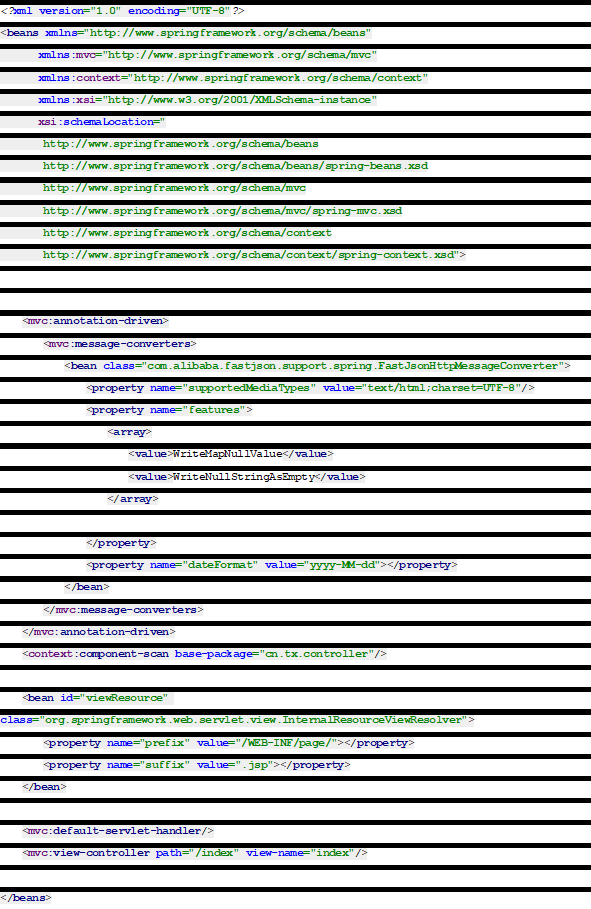 <?xml version="1.0" encoding="UTF-8"?>
<beans xmlns="http://www.springframework.org/schema/beans"
xmlns:mvc="http://www.springframework.org/schema/mvc"
xmlns:context="http://www.springframework.org/schema/context"
xmlns:xsi="http://www.w3.org/2001/XMLSchema-instance"
xsi:schemaLocation="
http://www.springframework.org/schema/beans
http://www.springframework.org/schema/beans/spring-beans.xsd
http://www.springframework.org/schema/mvc
http://www.springframework.org/schema/mvc/spring-mvc.xsd
http://www.springframework.org/schema/context
http://www.springframework.org/schema/context/spring-context.xsd">
<mvc:annotation-driven>
<mvc:message-converters>
<bean class="com.alibaba.fastjson.support.spring.FastJsonHttpMessageConverter">
<property name="supportedMediaTypes" value="text/html;charset=UTF-8"/>
<property name="features">
<array>
<value>WriteMapNullValue</value>
<value>WriteNullStringAsEmpty</value>
</array>
</property>
<property name="dateFormat" value="yyyy-MM-dd"></property>
</bean>
</mvc:message-converters>
</mvc:annotation-driven>
<context:component-scan base-package="cn.tx.controller"/>
<bean id="viewResource"
class="org.springframework.web.servlet.view.InternalResourceViewResolver">
<property name="prefix" value="/WEB-INF/page/"></property>
<property name="suffix" value=".jsp"></property>
</bean>
<mvc:default-servlet-handler/>
<mvc:view-controller path="/index" view-name="index"/>
</beans>